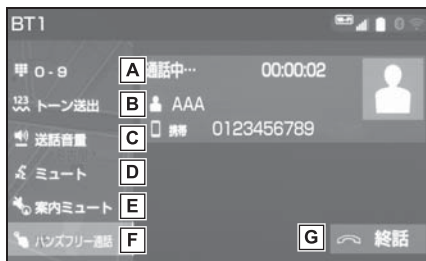 BT1
0
0 - 9
A
通話中… 00:00:02
123 トーン送出
B
AAA
送話音量
C
携帯 0123456789
ミュート
D
案内ミュート
E
ハンズフリー通話
F
G
終話